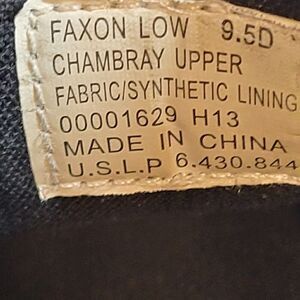 FAXON LOW 9.5D
CHAMBRAY UPPER
FABRIC/SYNTHETIC LINING
00001629 H13
MADE IN CHINA
U.S.L.P 6.430.844